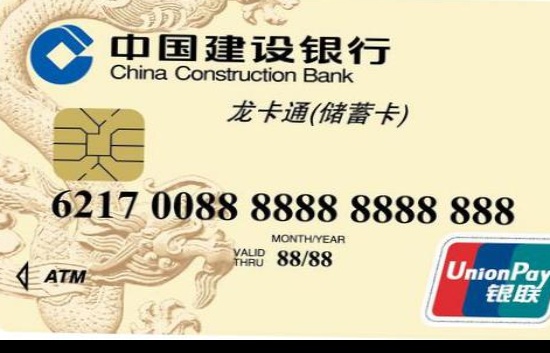 中国建设银行
China Construction Bank
龙卡通(储蓄卡)
6217 0088 8888 8888 888
MONTH/YEAR
VALID THRU 88/88
ATM
UnionPay
银联